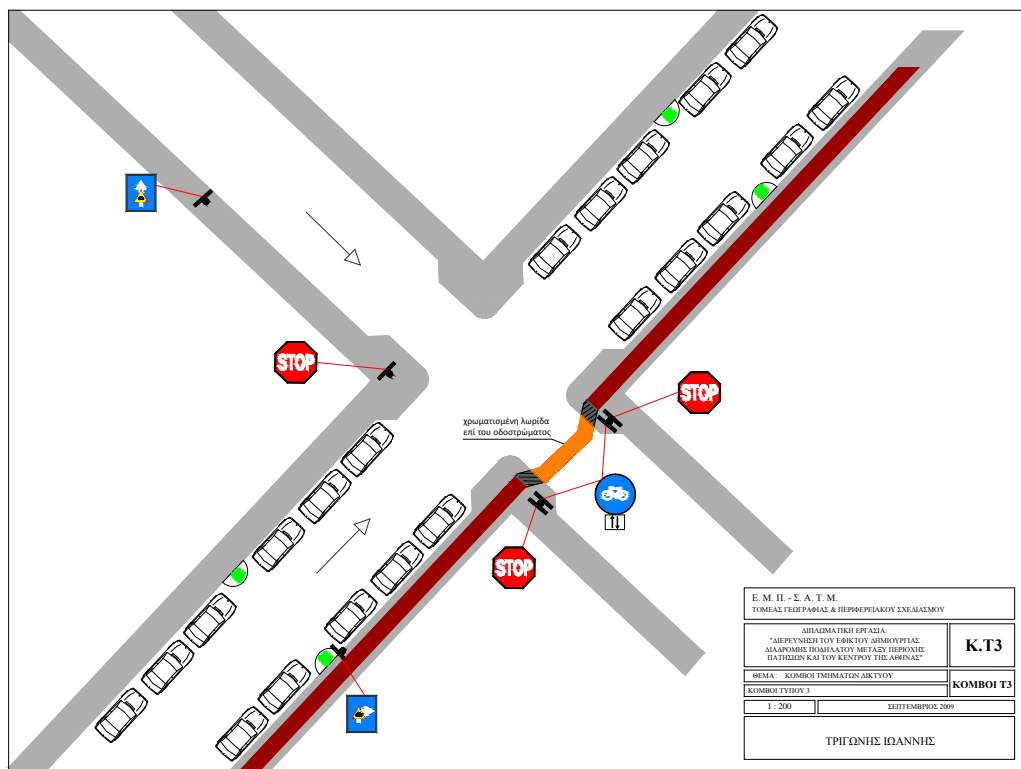 STOP
STOP
χρωματισμένη λωρίδα
επί του οδοστρώματος
STOP
Ε. Μ. Π. - Σ. Α. Τ. Μ.
ΤΟΜΕΑΣ ΓΕΩΓΡΑΦΙΑΣ & ΠΕΡΙΦΕΡΕΙΑΚΟΥ ΣΧΕΔΙΑΣΜΟΥ
ΔΙΠΛΩΜΑΤΙΚΗ ΕΡΓΑΣΙΑ:
"ΔΙΕΡΕΥΝΗΣΗ ΤΟΥ ΕΦΙΚΤΟΥ ΔΗΜΙΟΥΡΓΙΑΣ
ΔΙΑΔΡΟΜΗΣ ΠΟΔΗΛΑΤΟΥ ΜΕΤΑΞΥ ΠΕΡΙΟΧΗΣ
ΠΑΤΗΣΙΩΝ ΚΑΙ ΤΟΥ ΚΕΝΤΡΟΥ ΤΗΣ ΑΘΗΝΑΣ"
Κ.Τ3
ΘΕΜΑ : ΚΟΜΒΟΙ ΤΜΗΜΑΤΩΝ ΔΙΚΤΥΟΥ
ΚΟΜΒΟΙ ΤΥΠΟΥ 3
ΚΟΜΒΟΙ Τ3
1 : 200
ΣΕΠΤΕΜΒΡΙΟΣ 2009
ΤΡΙΓΩΝΗΣ ΙΩΑΝΝΗΣ